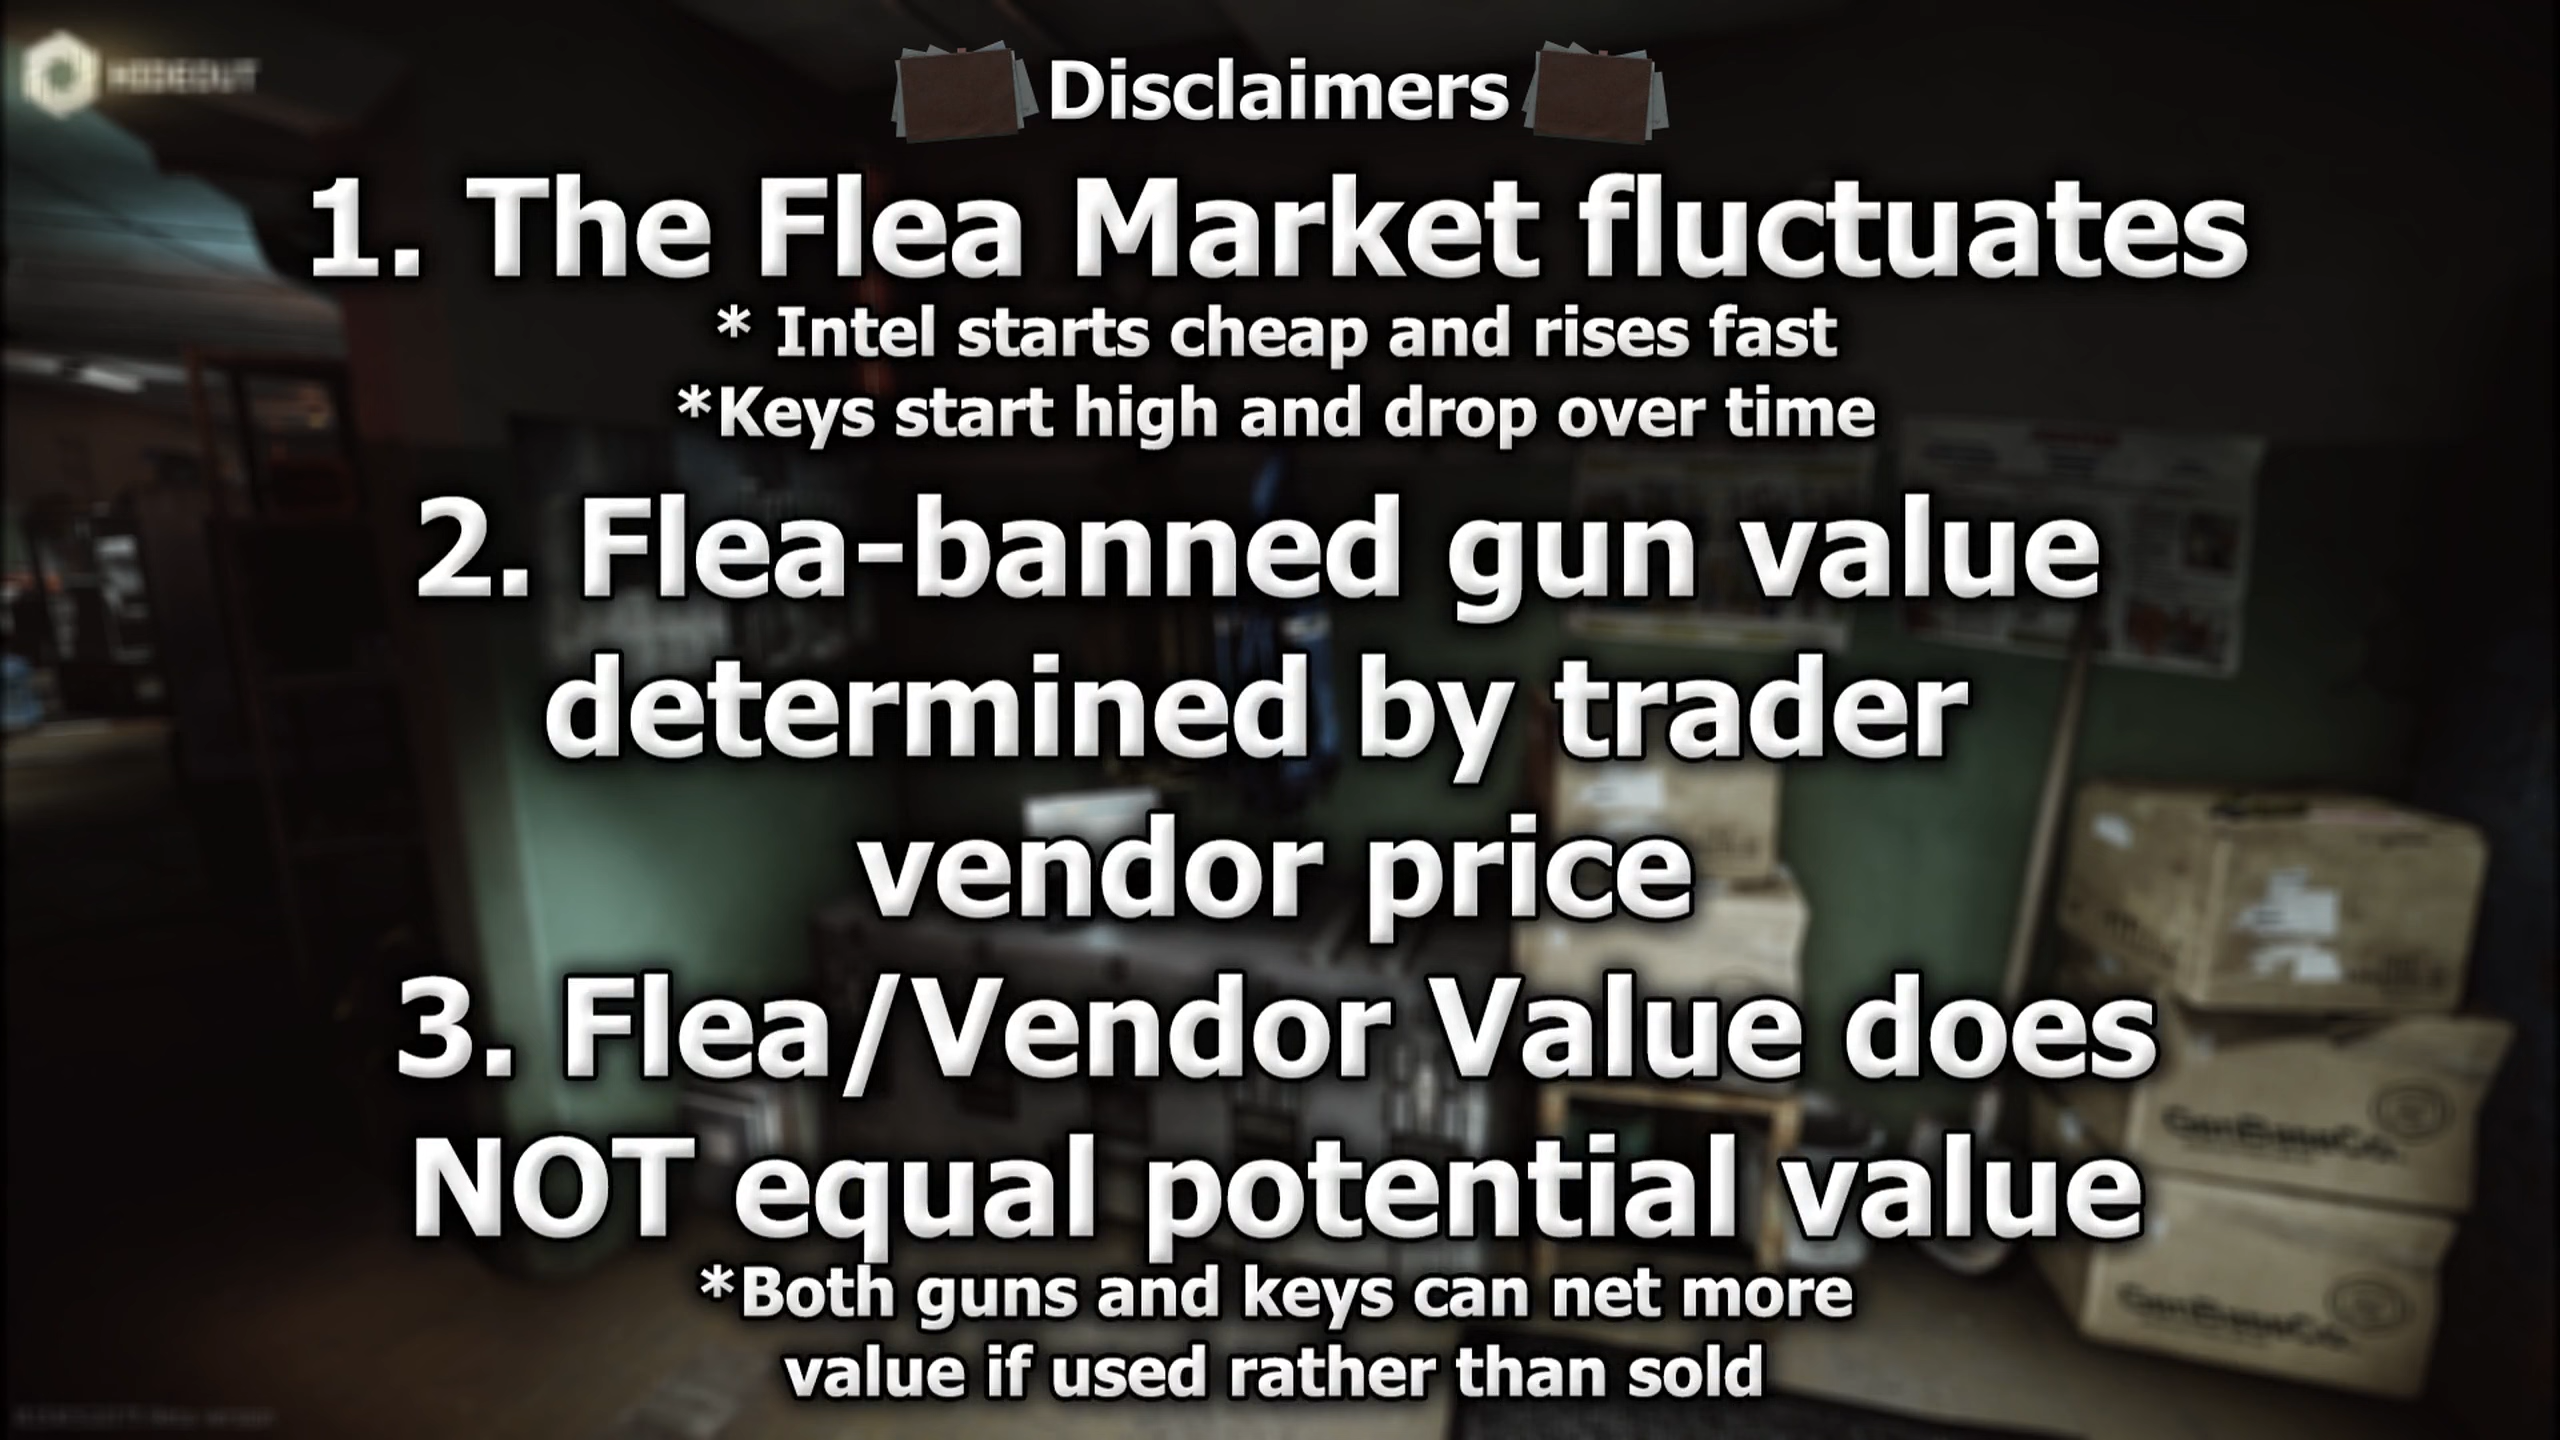 HIDEOUT
Disclaimers
1. The Flea Market fluctuates
* Intel starts cheap and rises fast
*Keys start high and drop over time
2. Flea-banned gun value
determined by trader
vendor price
3. Flea/Vendor Value does
NOT equal potential value
*Both guns and keys can net more
value if used rather than sold